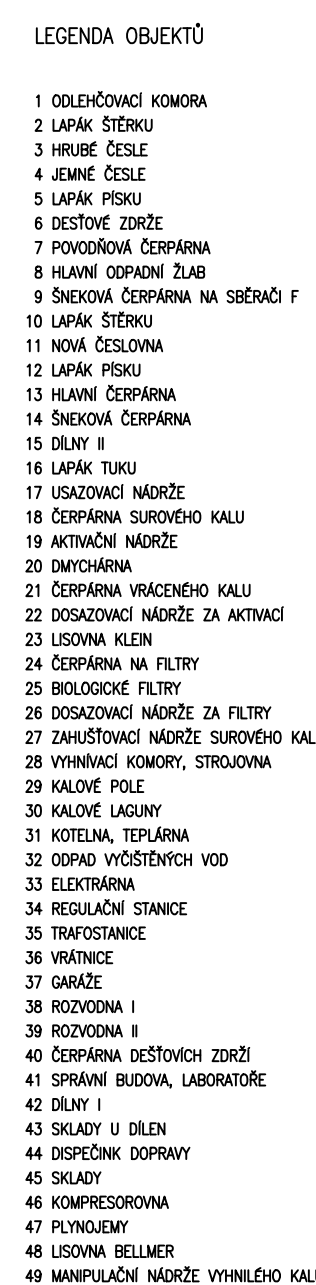 LEGENDA OBJEKTŮ
1 ODLEHČOVACÍ KOMORA
2 LAPÁK ŠTĚRKU
3 HRUBÉ ČESLE
4 JEMNÉ ČESLE
5 LAPÁK PÍSKU
6 DESŤOVÉ ZDRŽE
7 POVODŇOVÁ ČERPÁRNA
8 HLAVNÍ ODPADNÍ ŽLAB
9 ŠNEKOVÁ ČERPÁRNA NA SBĚRAČI F
10 LAPÁK ŠTĚRKU
11 NOVÁ ČESLOVNA
12 LAPÁK PÍSKU
13 HLAVNÍ ČERPÁRNA
14 ŠNEKOVÁ ČERPÁRNA
15 DÍLNY II
16 LAPÁK TUKU
17 USAZOVACÍ NÁDRŽE
18 ČERPÁRNA SUROVÉHO KALU
19 AKTIVAČNÍ NÁDRŽE
20 DMYCHÁRNA
21 ČERPÁRNA VRÁCENÉHO KALU
22 DOSAZOVACÍ NÁDRŽE ZA AKTIVACÍ
23 LISOVNA KLEIN
24 ČERPÁRNA NA FILTRY
25 BIOLOGICKÉ FILTRY
26 DOSAZOVACÍ NÁDRŽE ZA FILTRY
27 ZAHUŠŤOVACÍ NÁDRŽE SUROVÉHO KAL
28 VYHNÍVACÍ KOMORY, STROJOVNA
29 KALOVÉ POLE
30 KALOVÉ LAGUNY
31 KOTELNA, TEPLÁRNA
32 ODPAD VYČIŠTĚNÝCH VOD
33 ELEKTRÁRNA
34 REGULAČNÍ STANICE
35 TRAFOSTANICE
36 VRÁTNICE
37 GARÁŽE
38 ROZVODNA I
39 ROZVODNA II
40 ČERPÁRNA DEŠŤOVÍCH ZDRŽÍ
41 SPRÁVNÍ BUDOVA, LABORATOŘE
42 DÍLNY I
43 SKLADY U DÍLEN
44 DISPEČINK DOPRAVY
45 SKLADY
46 KOMPRESOROVNA
47 PLYNOJEMY
48 LISOVNA BELLMER
49 MANIPULAČNÍ NÁDRŽE VYHNILÉHO KALU